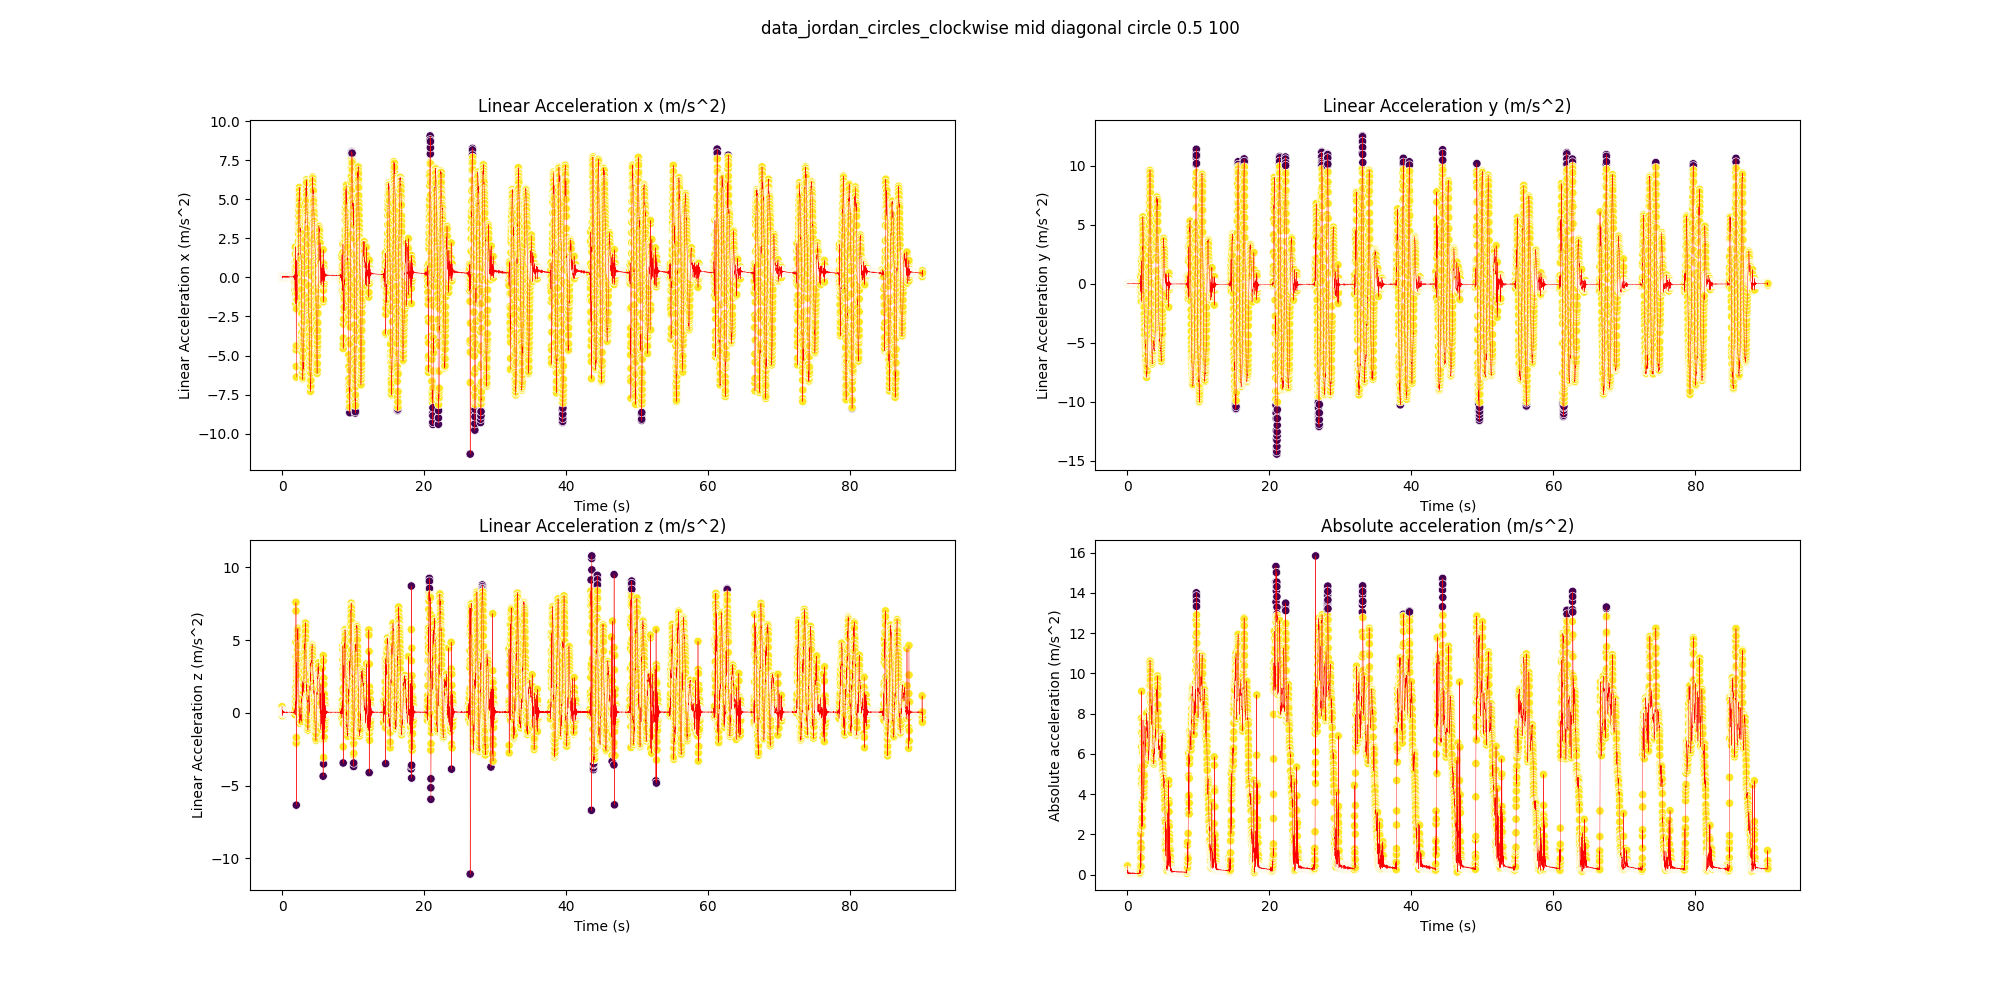 data_jordan_circles_clockwise mid diagonal circle 0.5 100
Linear Acceleration x (m/s^2)
Linear Acceleration x (m/s^2)
10.0
7.5
5.0
2.5
0.0
−2.5
−5.0
−7.5
−10.0
0 20 40 60 80
Time (s)
Linear Acceleration y (m/s^2)
Linear Acceleration y (m/s^2)
10
5
0
−5
−10
−15
0 20 40 60 80
Time (s)
Linear Acceleration z (m/s^2)
Linear Acceleration z (m/s^2)
10
5
0
−5
−10
0 20 40 60 80
Time (s)
Absolute acceleration (m/s^2)
Absolute acceleration (m/s^2)
16
14
12
10
8
6
4
2
0
0 20 40 60 80
Time (s)